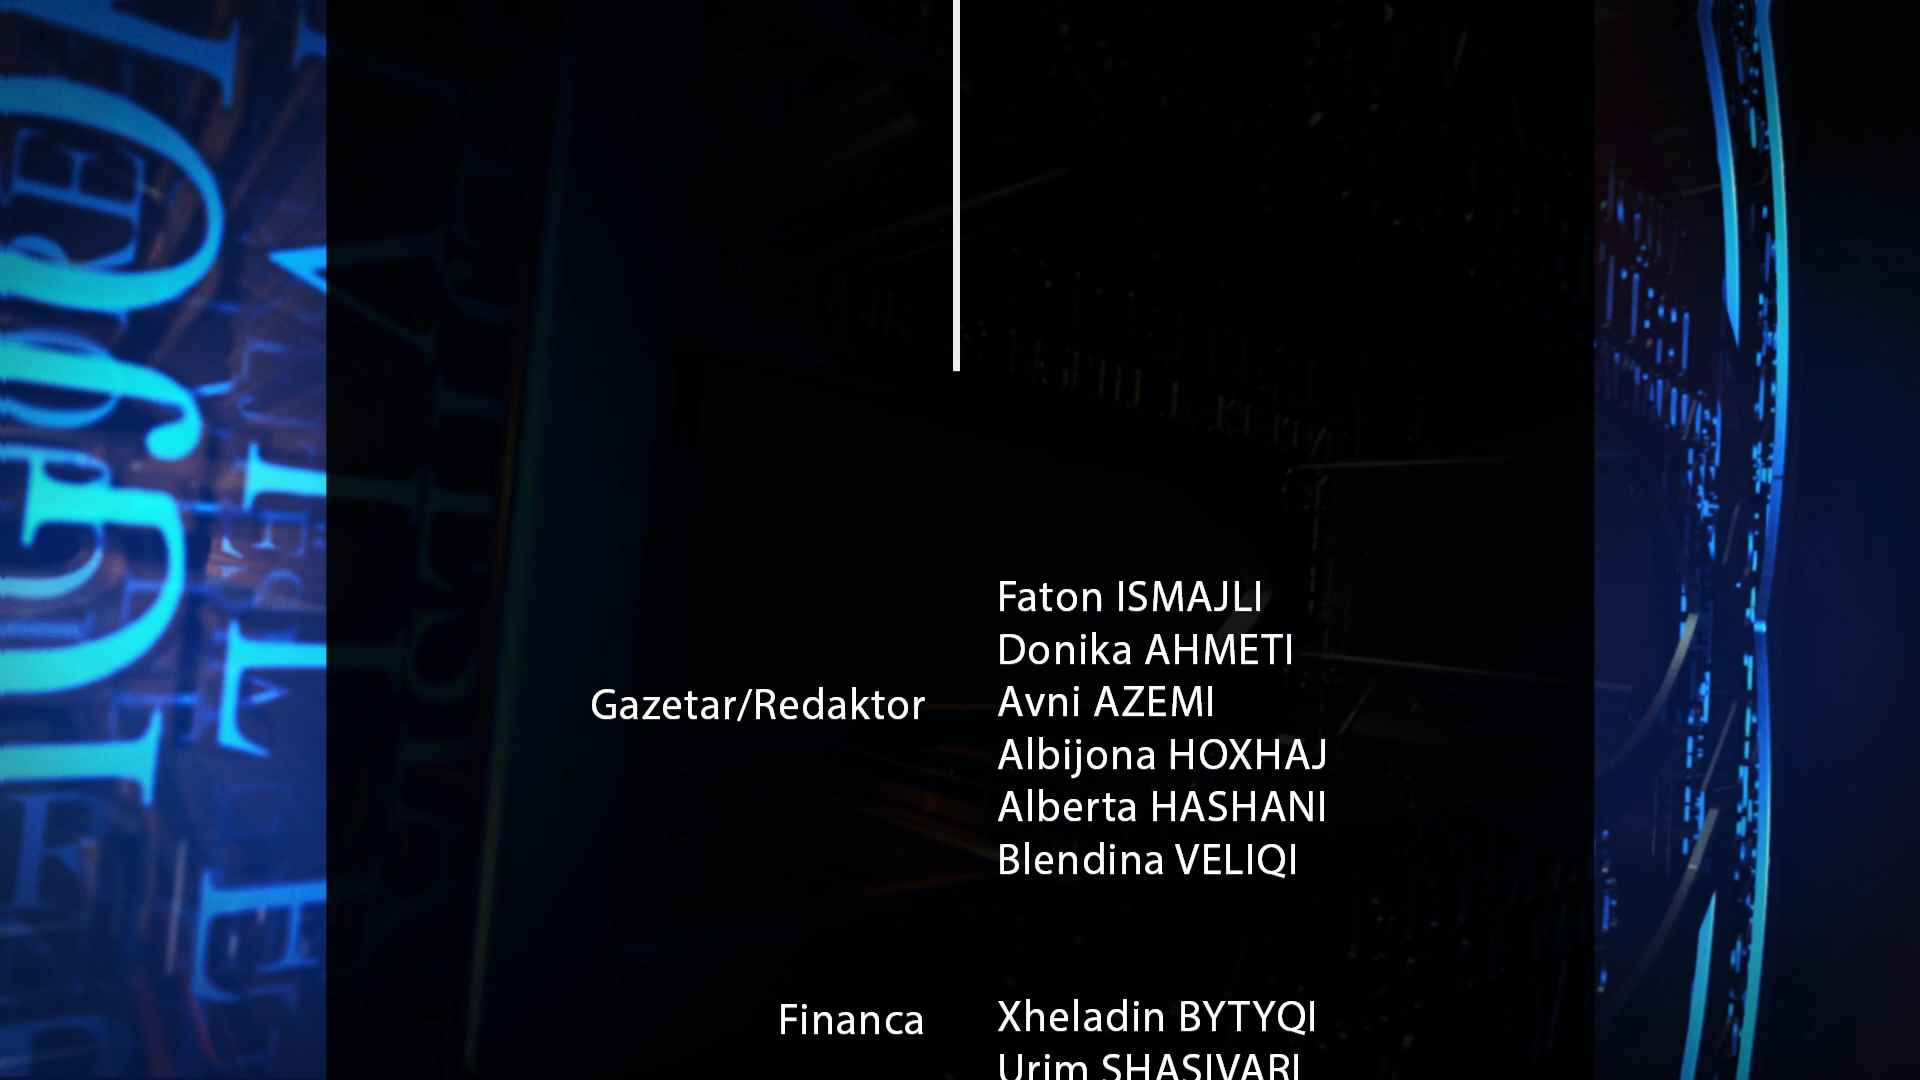 Faton ISMAJLI
Donika AHMETI
Gazetar/Redaktor Avni AZEMI
Albijona HOXHAJ
Alberta HASHANI
Blendina VELIQI
Financa Xheladin BYTYQI
Urim SHASIVARI